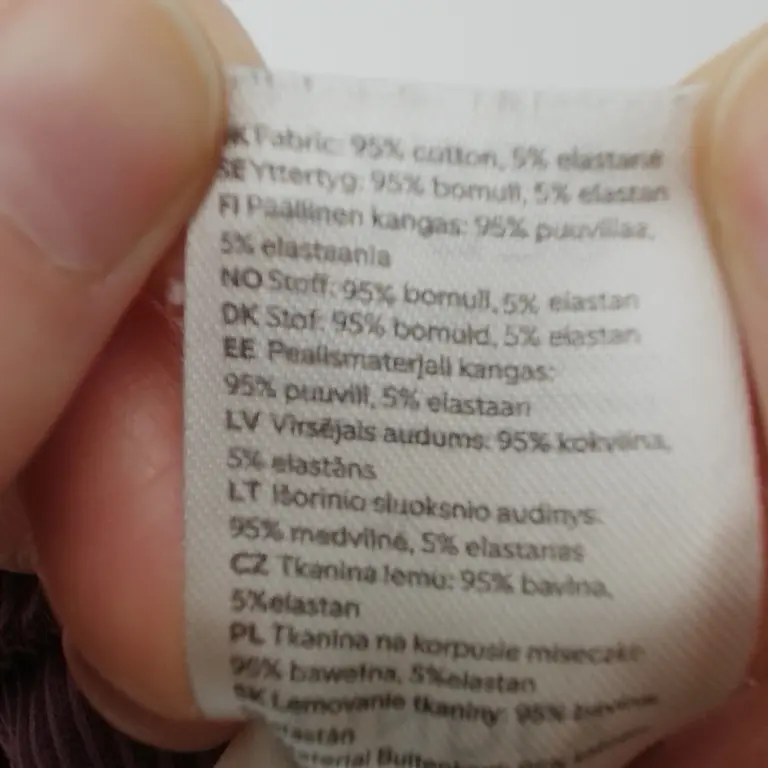 Fabric: 95% cotton, 5% elastane
SE Yttertyg: 95% bomull, 5% elastan
FI Päällinen kangas: 95% puuvillaa,
5% elastaania
NO Stoff: 95% bomull, 5% elastan
DK Stof: 95% bomuld, 5% elastan
EE Pealismaterjali kangas:
95% puuvill, 5% elastaan
LV Virsējais audums: 95% kokvilna,
5% elastāns
LT Išorinio sluoksnio audinys:
95% medvilnė, 5% elastanas
CZ Tkanina lemu: 95% bavlna,
5%elastan
PL Tkanina na korpusie miseczki:
95% bawełna, 5%elastan
SK Lemovanie tkaniny: 95%
elastán